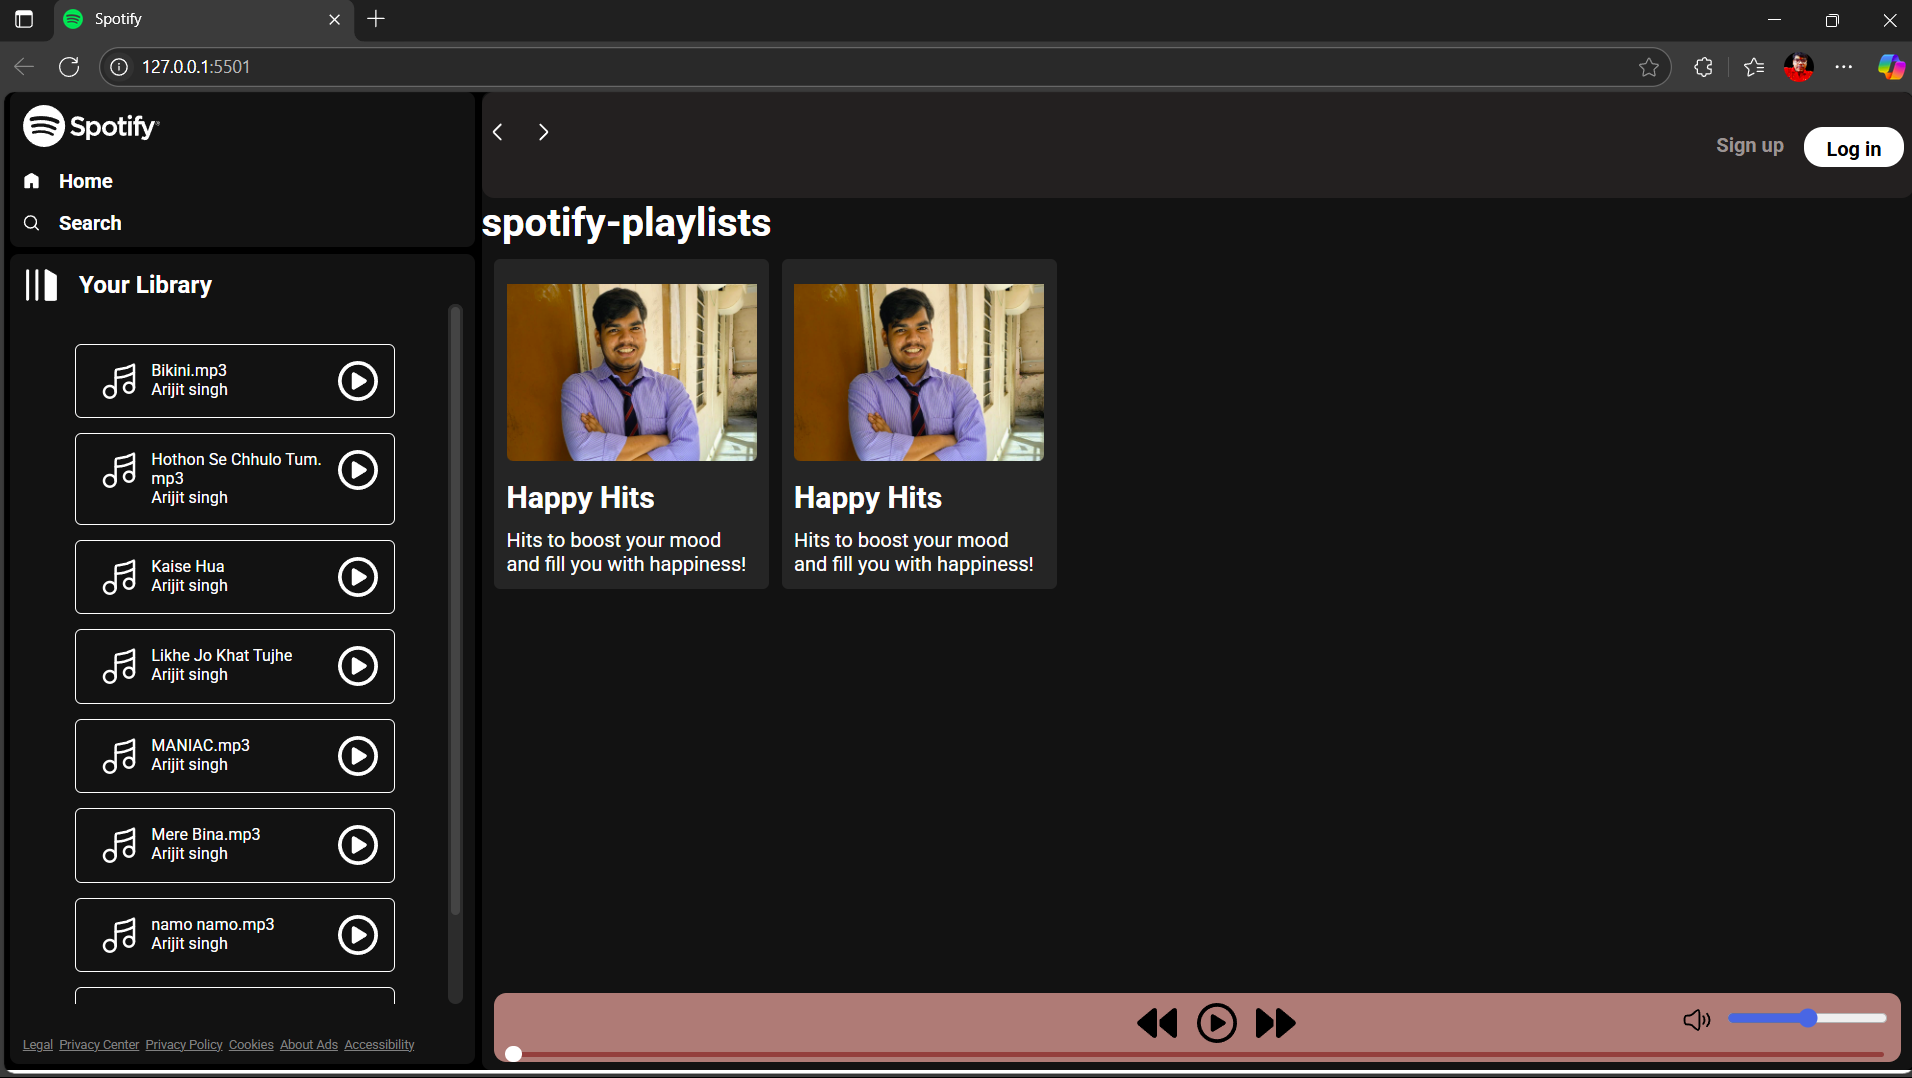 Spotify
127.0.0.1:5501
Spotify®
Home
Search
Your Library
Bikini.mp3
Arijit singh
Hothon Se Chhulo Tum.
mp3
Arijit singh
Kaise Hua
Arijit singh
Likhe Jo Khat Tujhe
Arijit singh
MANIAC.mp3
Arijit singh
Mere Bina.mp3
Arijit singh
namo namo.mp3
Arijit singh
Legal Privacy Center Privacy Policy Cookies About Ads Accessibility
Sign up Log in
spotify-playlists
Happy Hits
Hits to boost your mood
and fill you with happiness!
Happy Hits
Hits to boost your mood
and fill you with happiness!